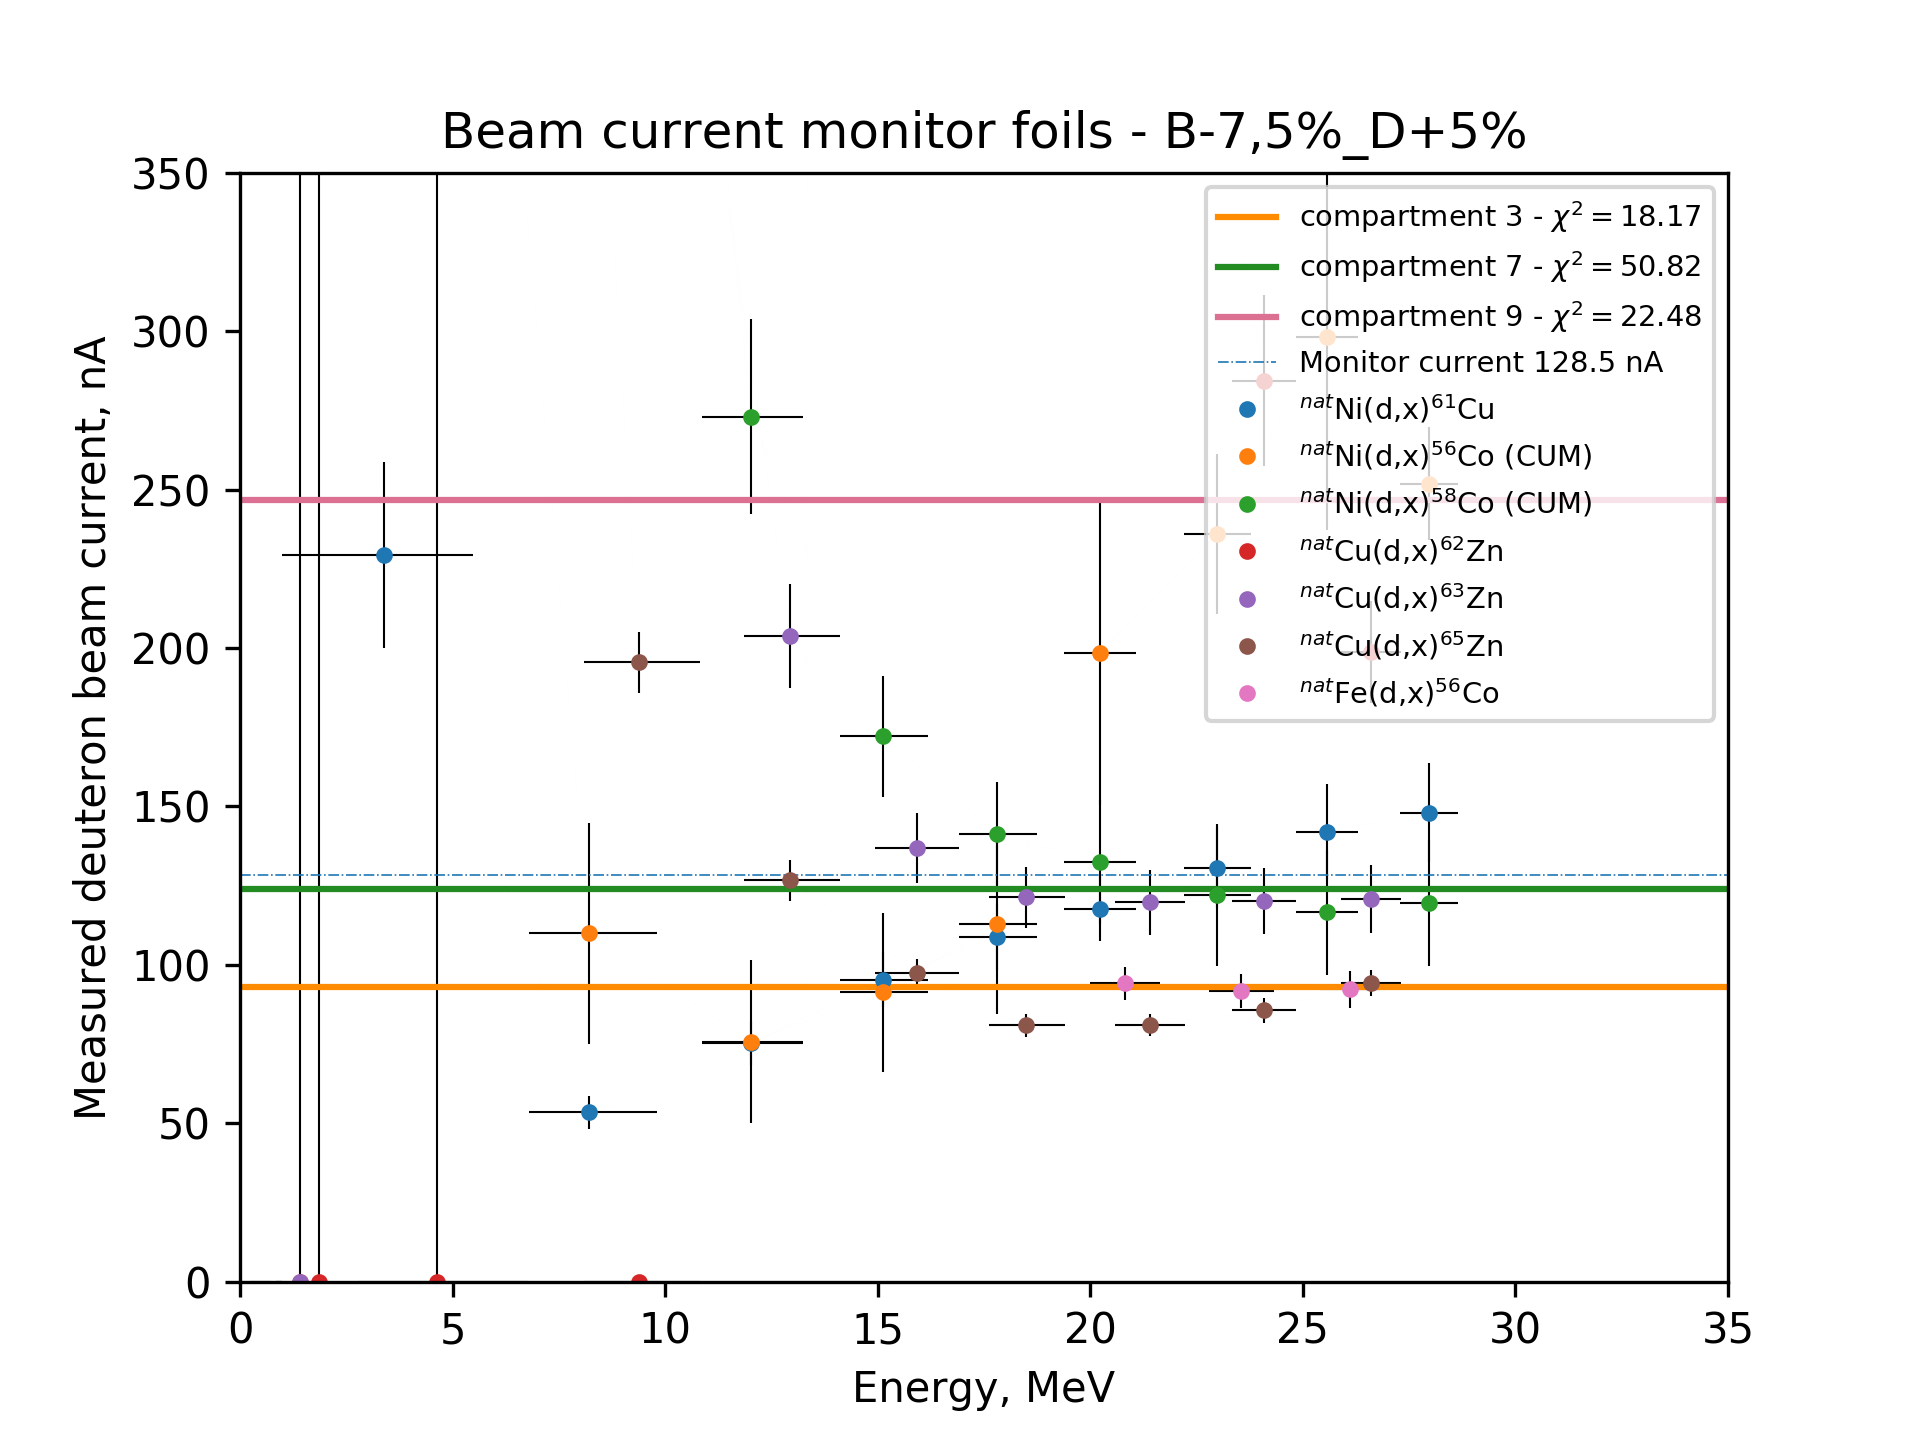 Beam current monitor foils - B-7,5%_D+5%
350
300
250
200
150
100
50
0
Measured deuteron beam current, nA
compartment 3 - χ² = 18.17
compartment 7 - χ² = 50.82
compartment 9 - χ² = 22.48
Monitor current 128.5 nA
ⁿᵃᵗNi(d,x)⁶¹Cu
ⁿᵃᵗNi(d,x)⁵⁶Co (CUM)
ⁿᵃᵗNi(d,x)⁵⁸Co (CUM)
ⁿᵃᵗCu(d,x)⁶²Zn
ⁿᵃᵗCu(d,x)⁶³Zn
ⁿᵃᵗCu(d,x)⁶⁵Zn
ⁿᵃᵗFe(d,x)⁵⁶Co
0 5 10 15 20 25 30 35
Energy, MeV